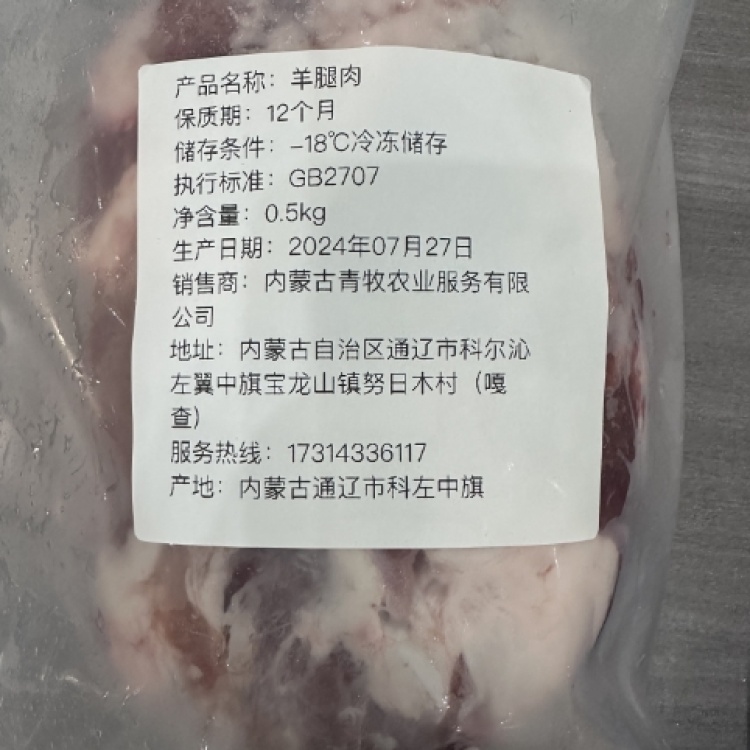 产品名称：羊腿肉
保质期：12个月
储存条件：-18℃冷冻储存
执行标准：GB2707
净含量：0.5kg
生产日期：2024年07月27日
销售商：内蒙古青牧农业服务有限
公司
地址：内蒙古自治区通辽市科尔沁
左翼中旗宝龙山镇努日木村（嘎
查）
服务热线：17314336117
产地：内蒙古通辽市科左中旗